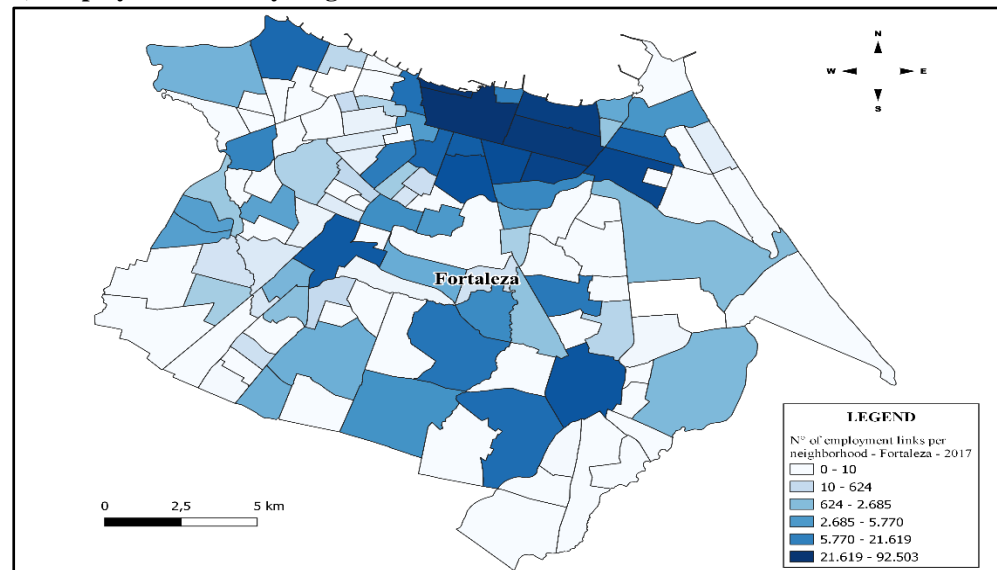 N
W E
S
Fortaleza
LEGEND
N° of employment links per
neighborhood - Fortaleza - 2017
0 - 10
10 - 624
624 - 2.685
2.685 - 5.770
5.770 - 21.619
21.619 - 92.503
0 2,5 5 km